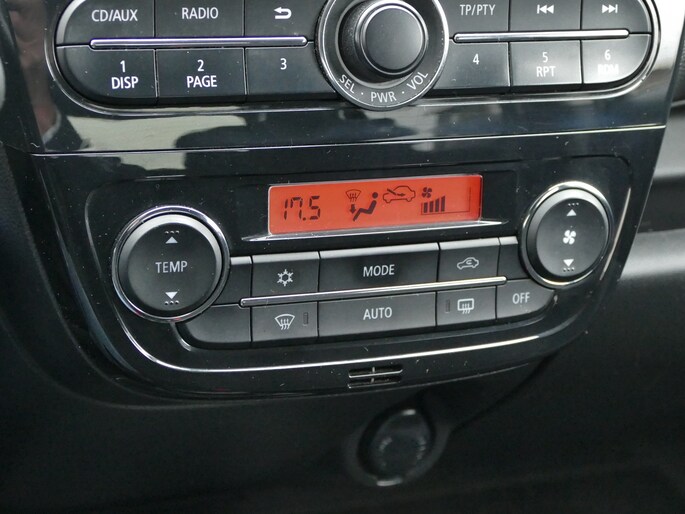 CD/AUX RADIO TP/PTY
1 DISP 2 PAGE 3 4 5 RPT 6 RDM
SEL • PWR • VOL
17.5
TEMP MODE
AUTO OFF